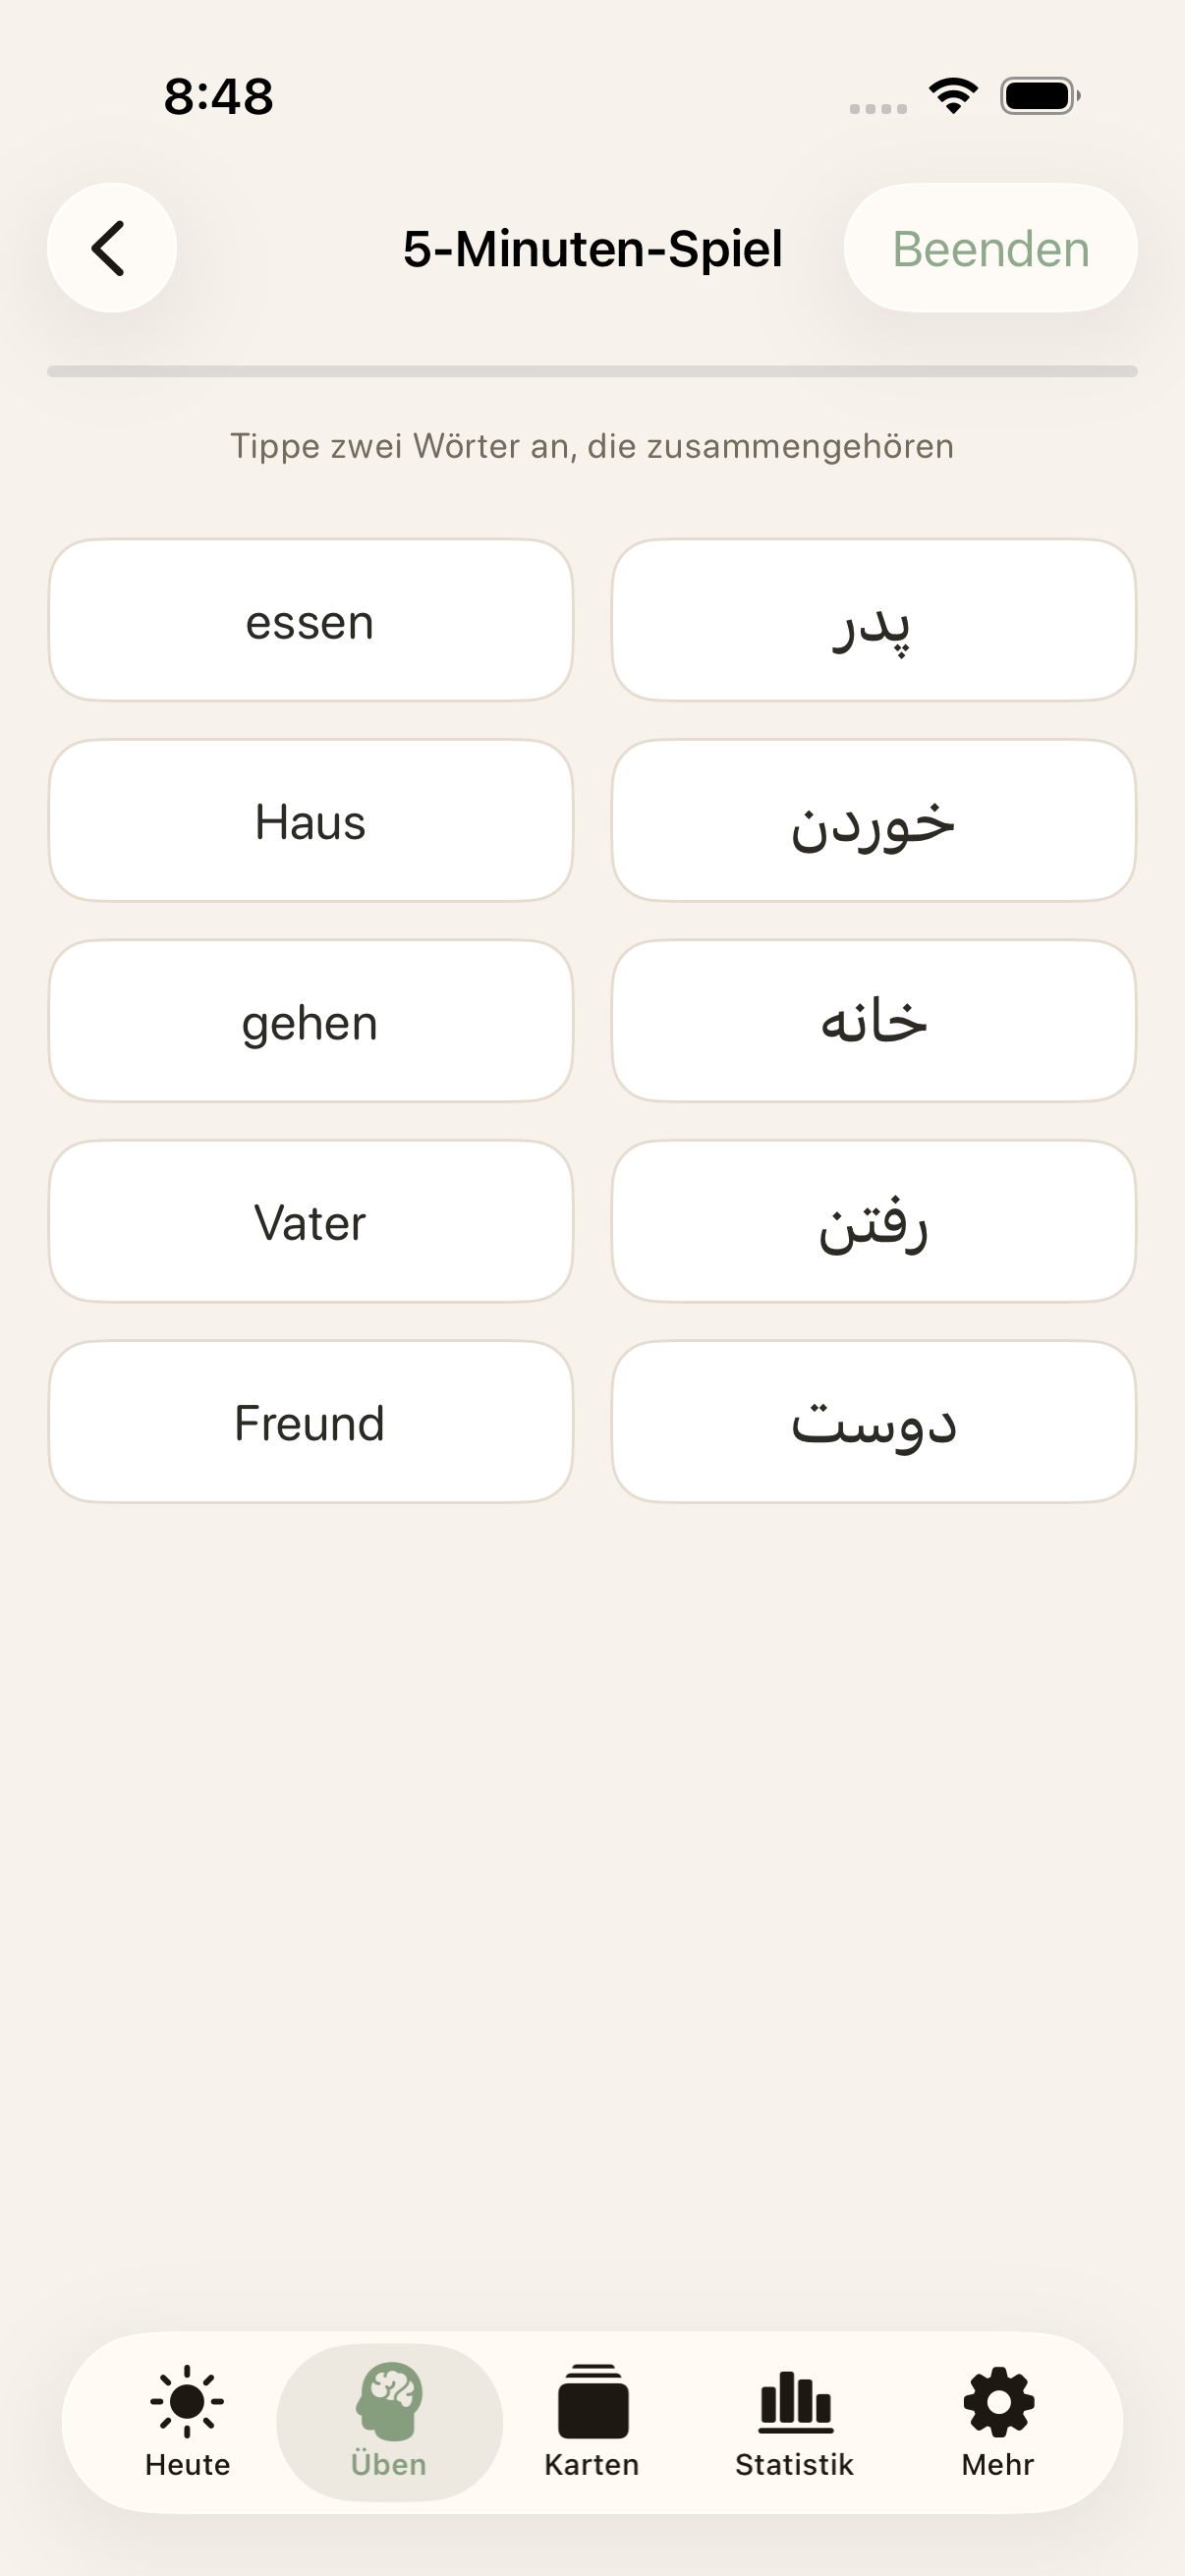 8:48
5-Minuten-Spiel
Beenden
Tippe zwei Wörter an, die zusammengehören
essen
پدر
Haus
خوردن
gehen
خانه
Vater
رفتن
Freund
دوست
Heute
Üben
Karten
Statistik
Mehr